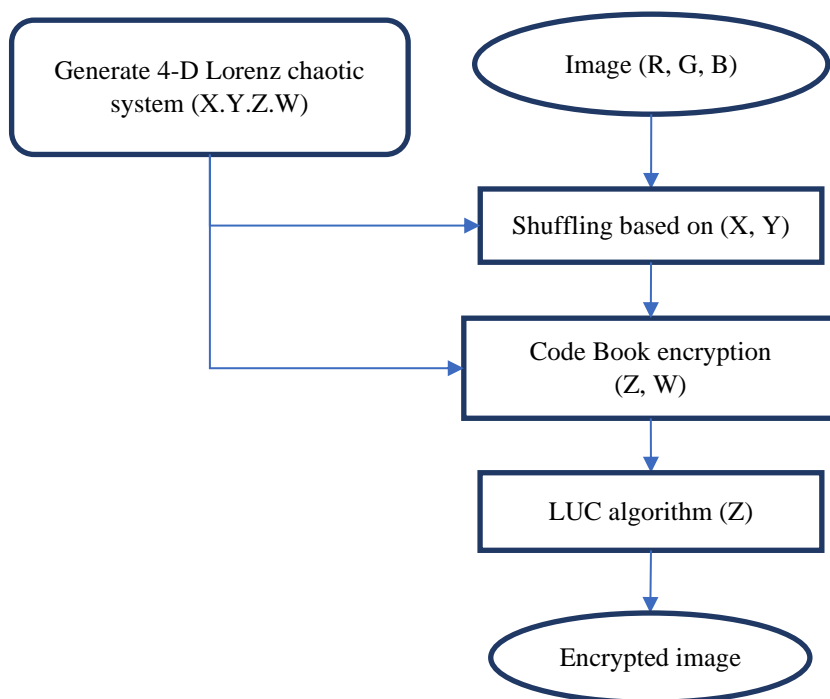 Generate 4-D Lorenz chaotic
system (X.Y.Z.W)
Image (R, G, B)
Shuffling based on (X, Y)
Code Book encryption
(Z, W)
LUC algorithm (Z)
Encrypted image